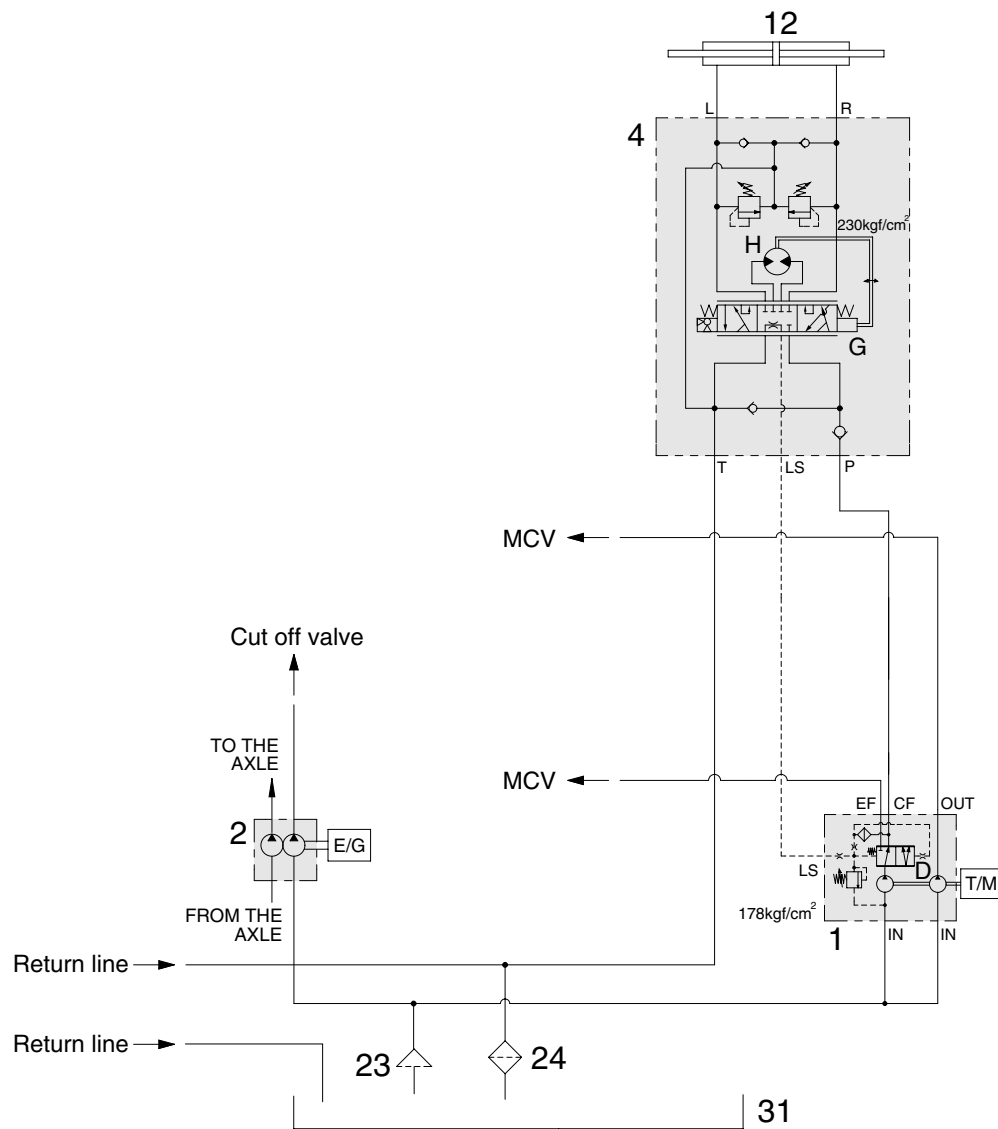 12
L
R
4
230kgf/cm²
H
G
T
LS
P
MCV
Cut off valve
TO THE
AXLE
MCV
EF
CF
OUT
2
E/G
LS
D
T/M
FROM THE
AXLE
178kgf/cm²
1
IN
IN
Return line
Return line
23
24
31